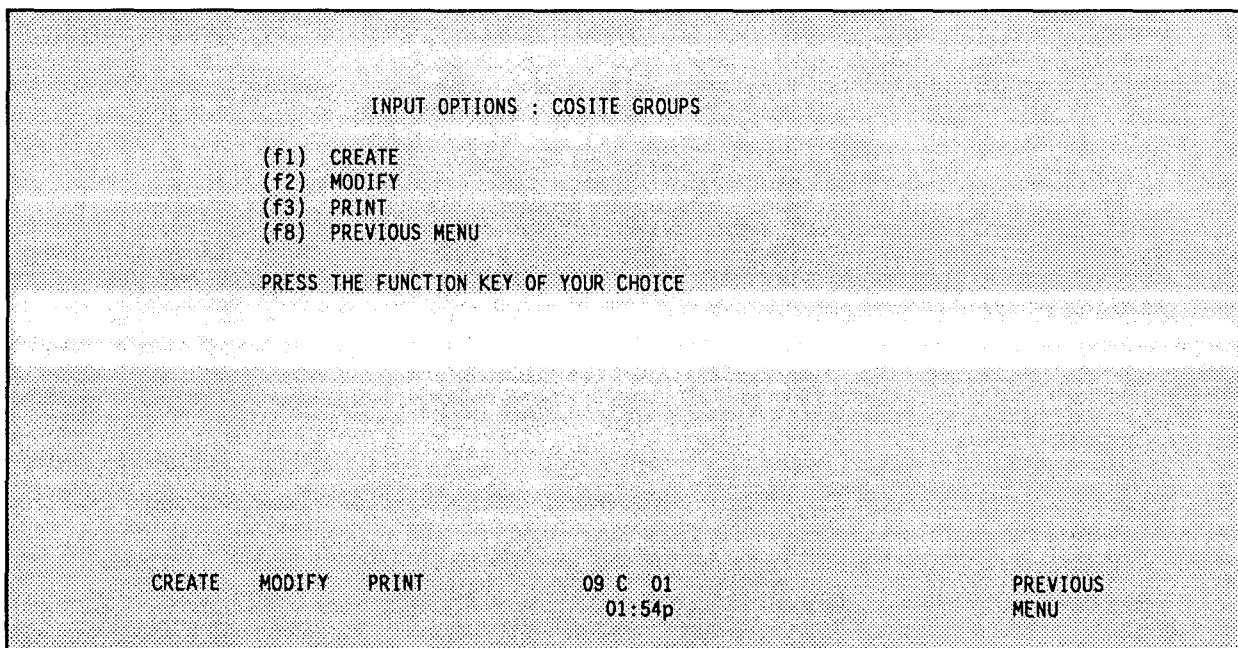 INPUT OPTIONS : COSITE GROUPS
(f1) CREATE
(f2) MODIFY
(f3) PRINT
(f8) PREVIOUS MENU
PRESS THE FUNCTION KEY OF YOUR CHOICE
CREATE MODIFY PRINT 09 C 01 PREVIOUS
01:54p MENU